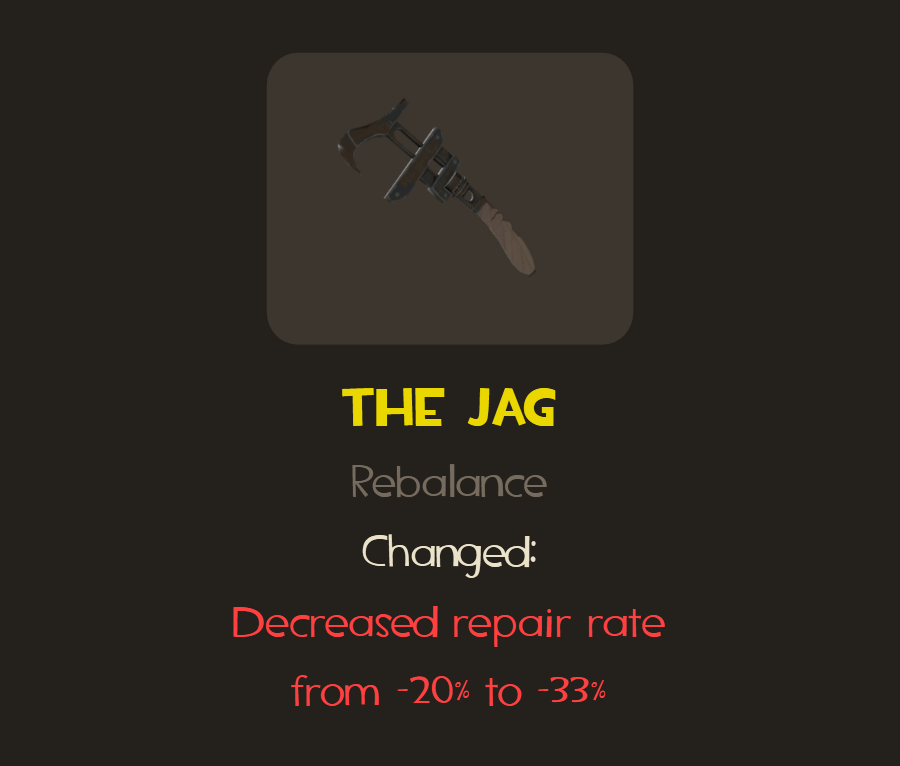 THE JAG
Rebalance
Changed:
Decreased repair rate
from -20% to -33%